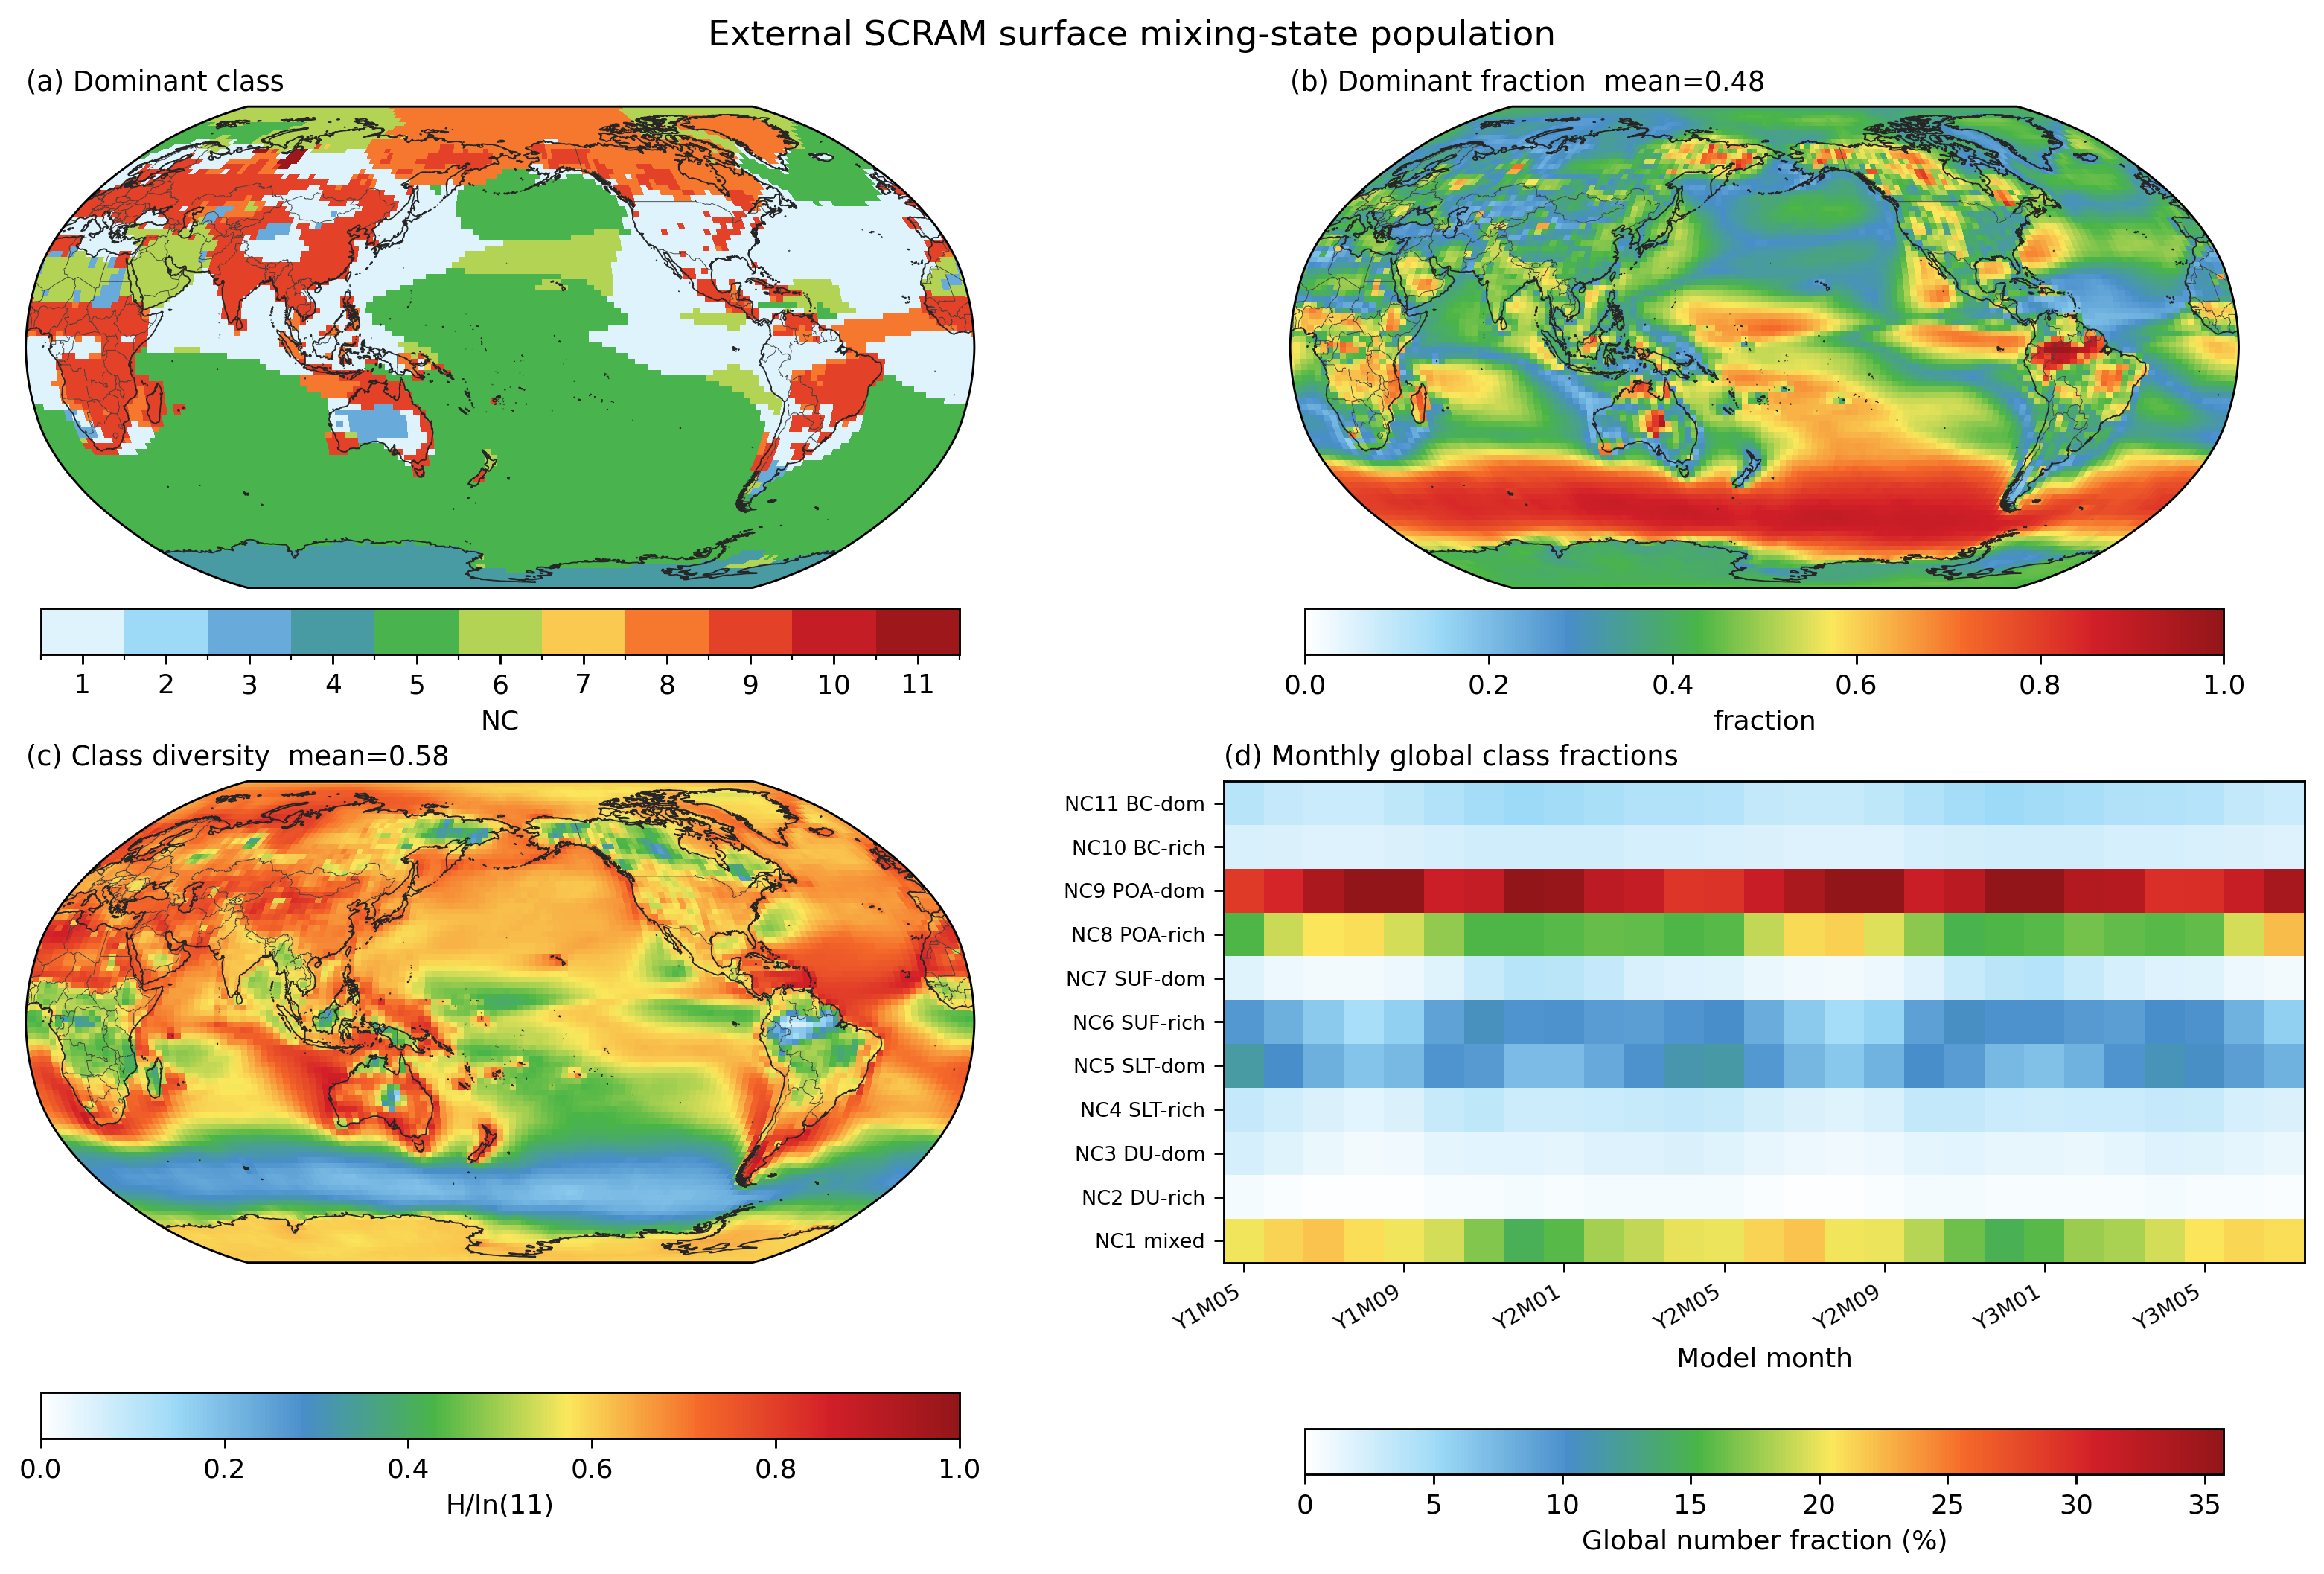 External SCRAM surface mixing-state population
(a) Dominant class
(b) Dominant fraction  mean=0.48
1 2 3 4 5 6 7 8 9 10 11
NC
0.0 0.2 0.4 0.6 0.8 1.0
fraction
(c) Class diversity  mean=0.58
(d) Monthly global class fractions
NC11 BC-dom
NC10 BC-rich
NC9 POA-dom
NC8 POA-rich
NC7 SUF-dom
NC6 SUF-rich
NC5 SLT-dom
NC4 SLT-rich
NC3 DU-dom
NC2 DU-rich
NC1 mixed
Y1M05 Y1M09 Y2M01 Y2M05 Y2M09 Y3M01 Y3M05
Model month
0.0 0.2 0.4 0.6 0.8 1.0
H/ln(11)
0 5 10 15 20 25 30 35
Global number fraction (%)